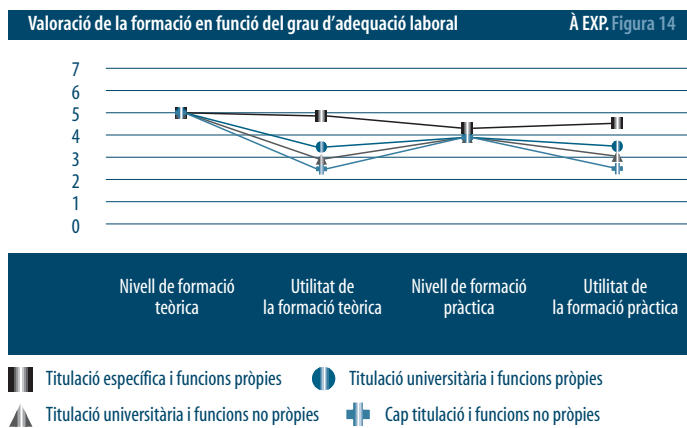 Valoració de la formació en funció del grau d'adequació laboral À EXP. Figura 14
7
6
5
4
3
2
1
0
Nivell de formació teòrica
Utilitat de la formació teòrica
Nivell de formació pràctica
Utilitat de la formació pràctica
Titulació específica i funcions pròpies
Titulació universitària i funcions pròpies
Titulació universitària i funcions no pròpies
Cap titulació i funcions no pròpies